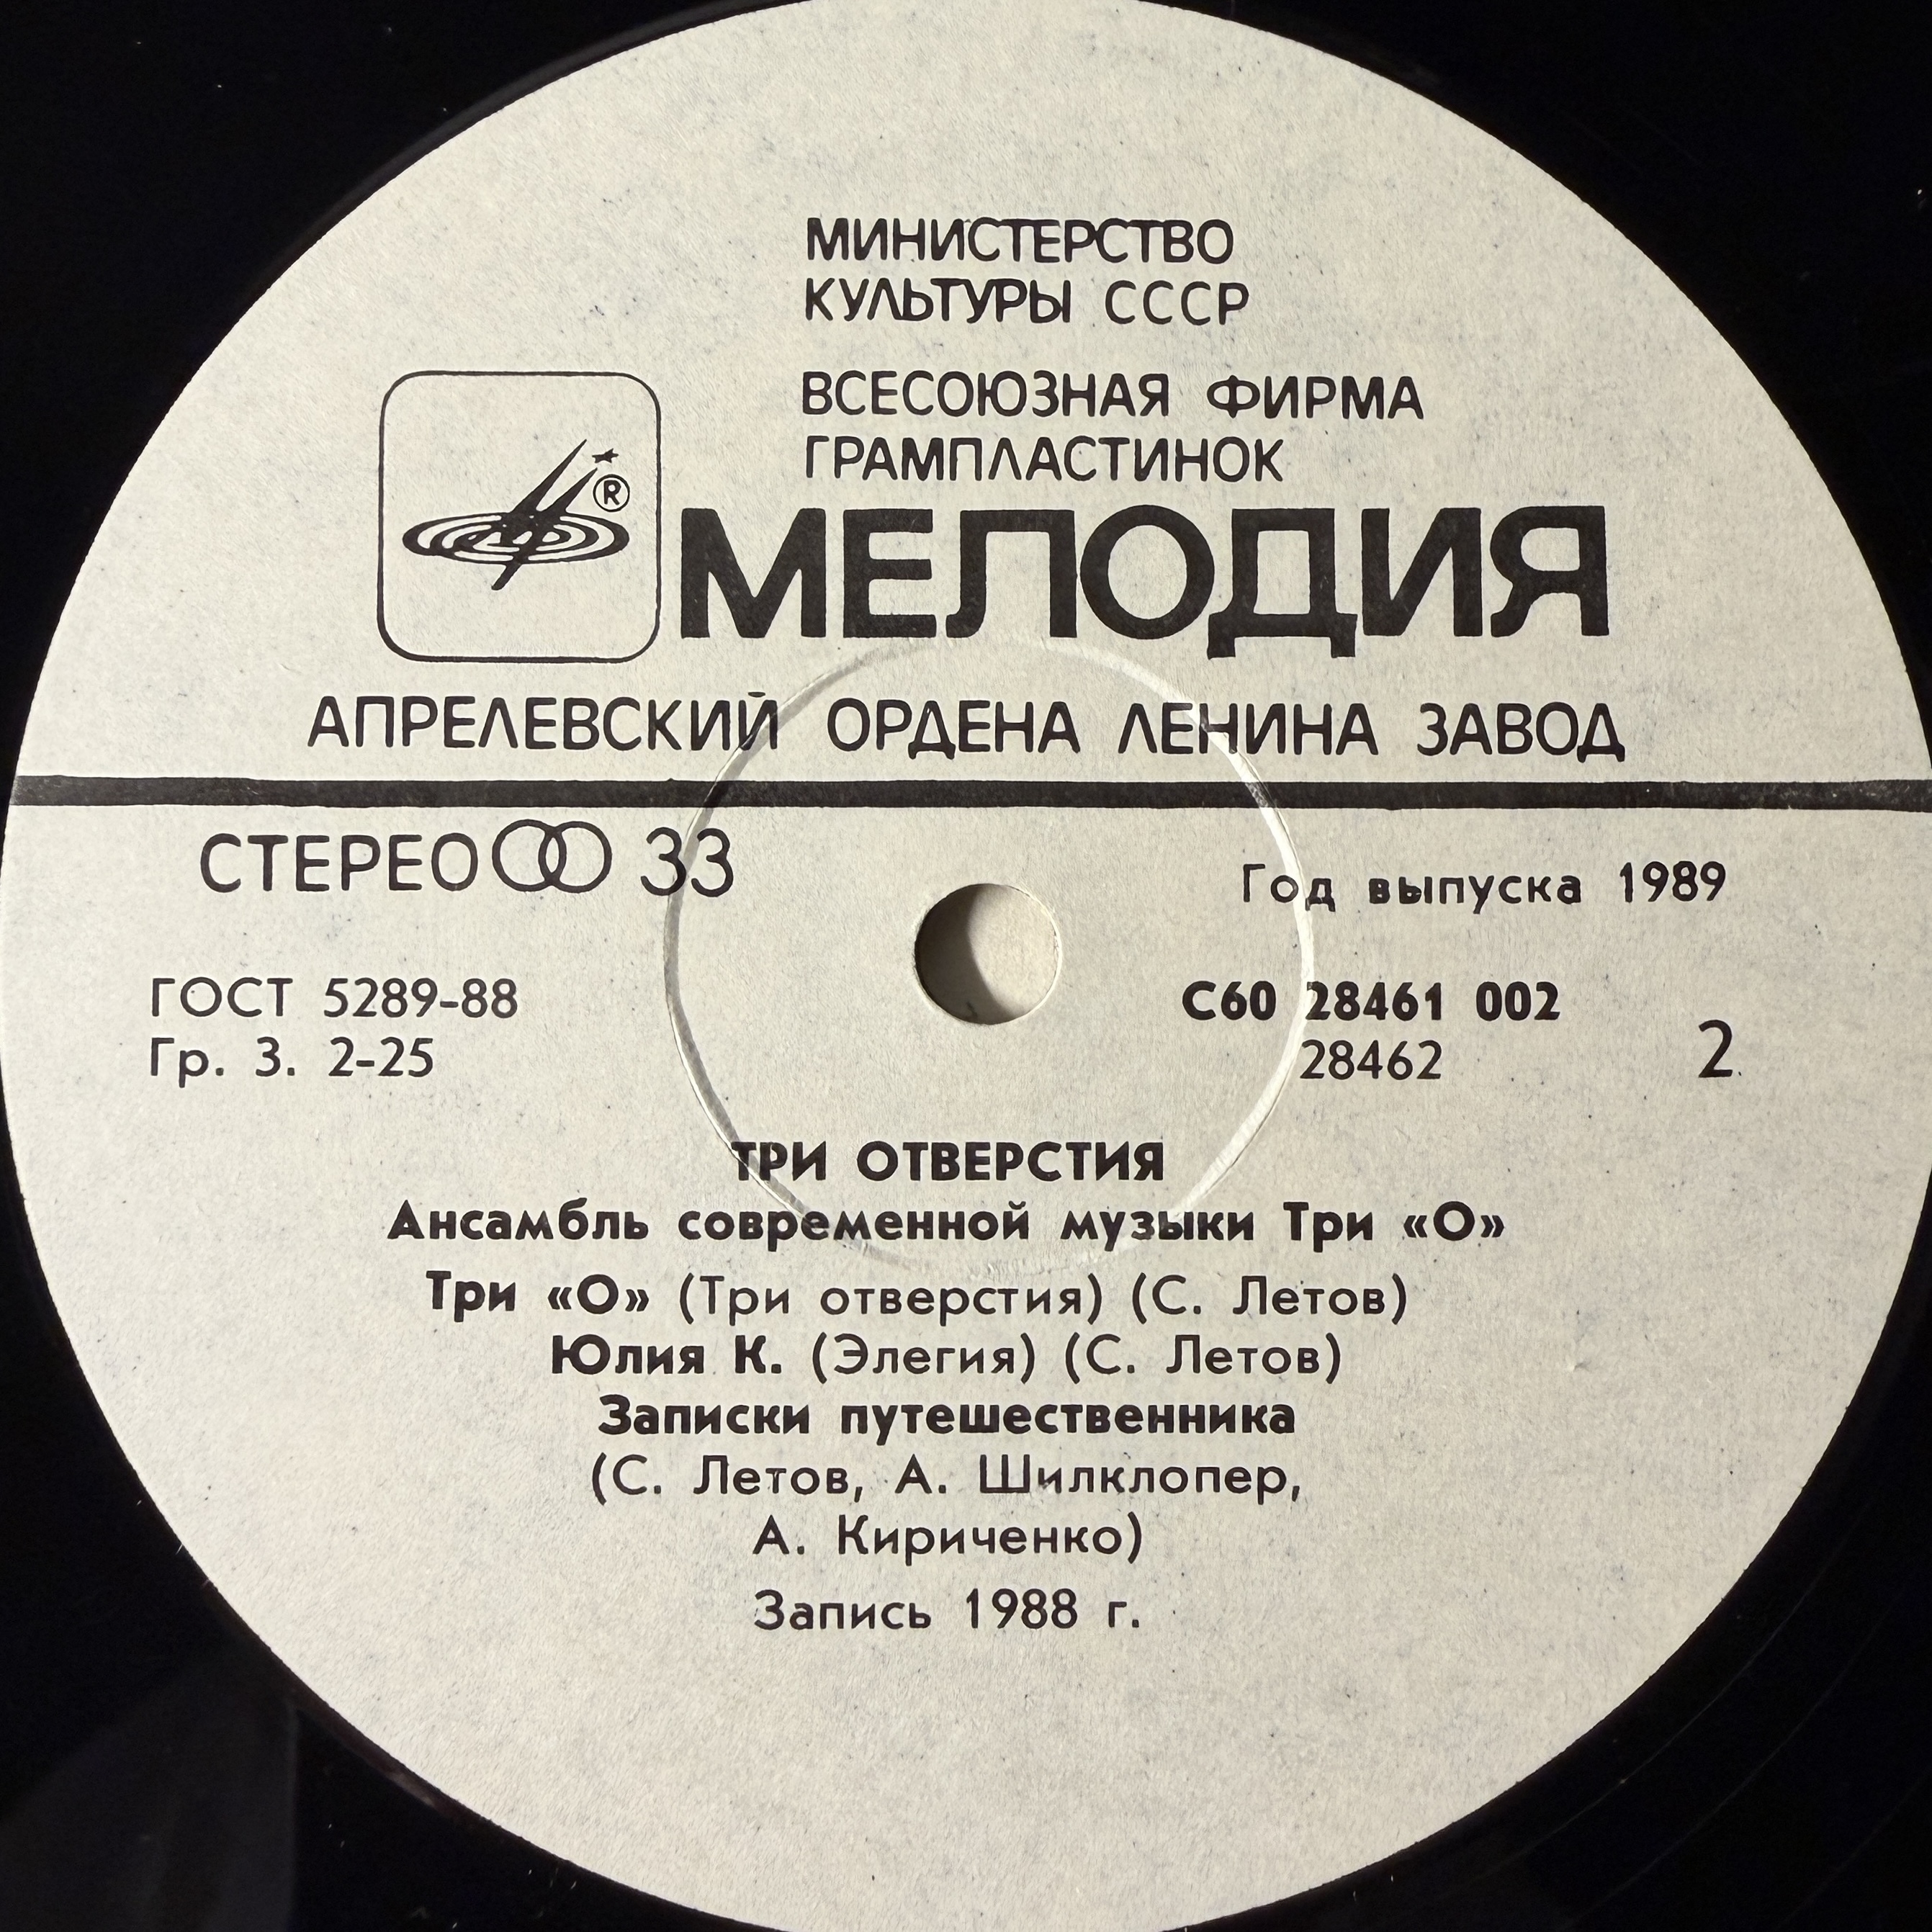 МИНИСТЕРСТВО
КУЛЬТУРЫ СССР
ВСЕСОЮЗНАЯ ФИРМА
ГРАМПЛАСТИНОК
®
МЕЛОДИЯ
АПРЕЛЕВСКИЙ ОРДЕНА ЛЕНИНА ЗАВОД
СТЕРЕО 33
Год выпуска 1989
ГОСТ 5289-88
Гр. 3. 2-25
С60 28461 002
28462
2
ТРИ ОТВЕРСТИЯ
Ансамбль современной музыки Три «О»
Три «О» (Три отверстия) (С. Летов)
Юлия К. (Элегия) (С. Летов)
Записки путешественника
(С. Летов, А. Шилклопер,
А. Кириченко)
Запись 1988 г.